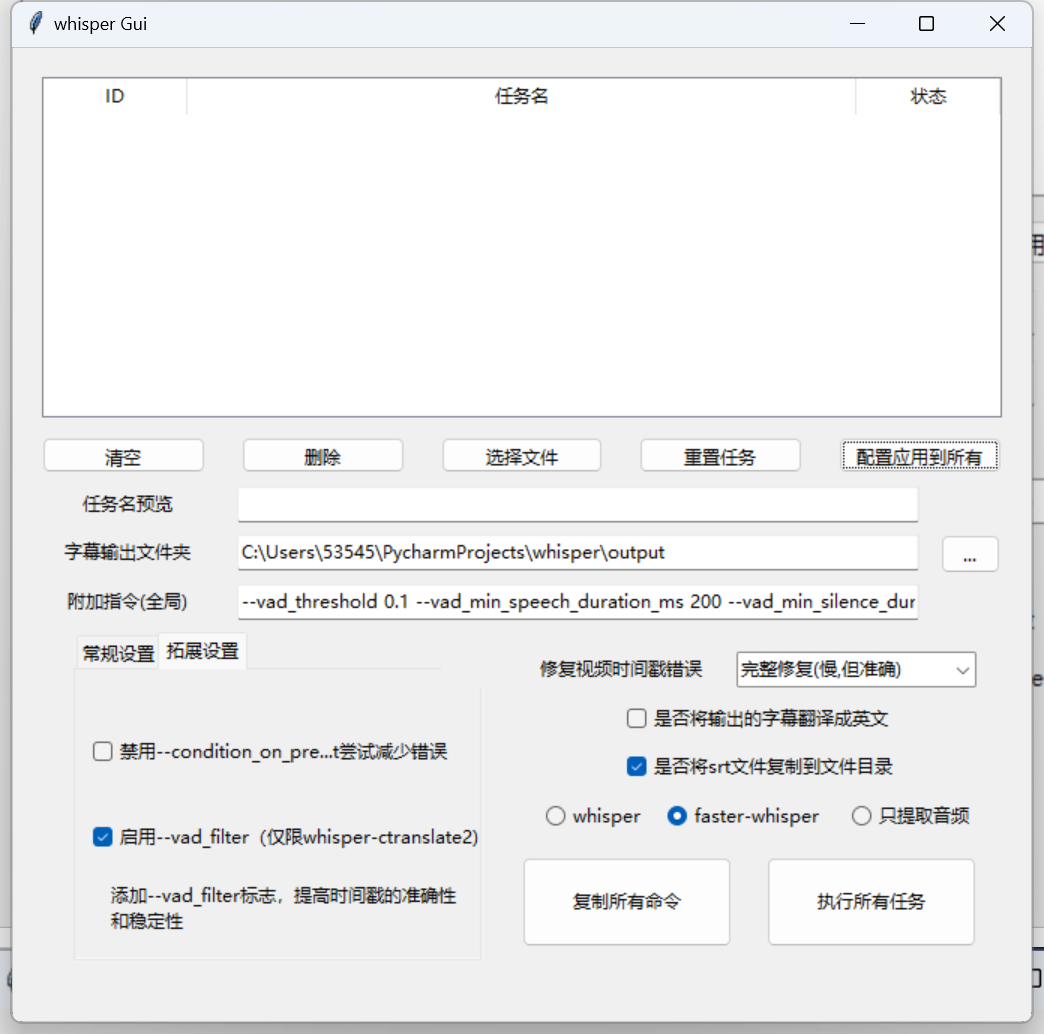 whisper Gui
ID 任务名 状态
清空 删除 选择文件 重置任务 配置应用到所有
任务名预览
字幕输出文件夹 C:\Users\53545\PycharmProjects\whisper\output ...
附加指令(全局) --vad_threshold 0.1 --vad_min_speech_duration_ms 200 --vad_min_silence_dur
常规设置 拓展设置
修复视频时间戳错误 完整修复(慢,但准确)
是否将输出的字幕翻译成英文
禁用--condition_on_pre...t尝试减少错误
是否将srt文件复制到文件目录
whisper faster-whisper 只提取音频
启用--vad_filter（仅限whisper-ctranslate2)
添加--vad_filter标志，提高时间戳的准确性
和稳定性
复制所有命令 执行所有任务